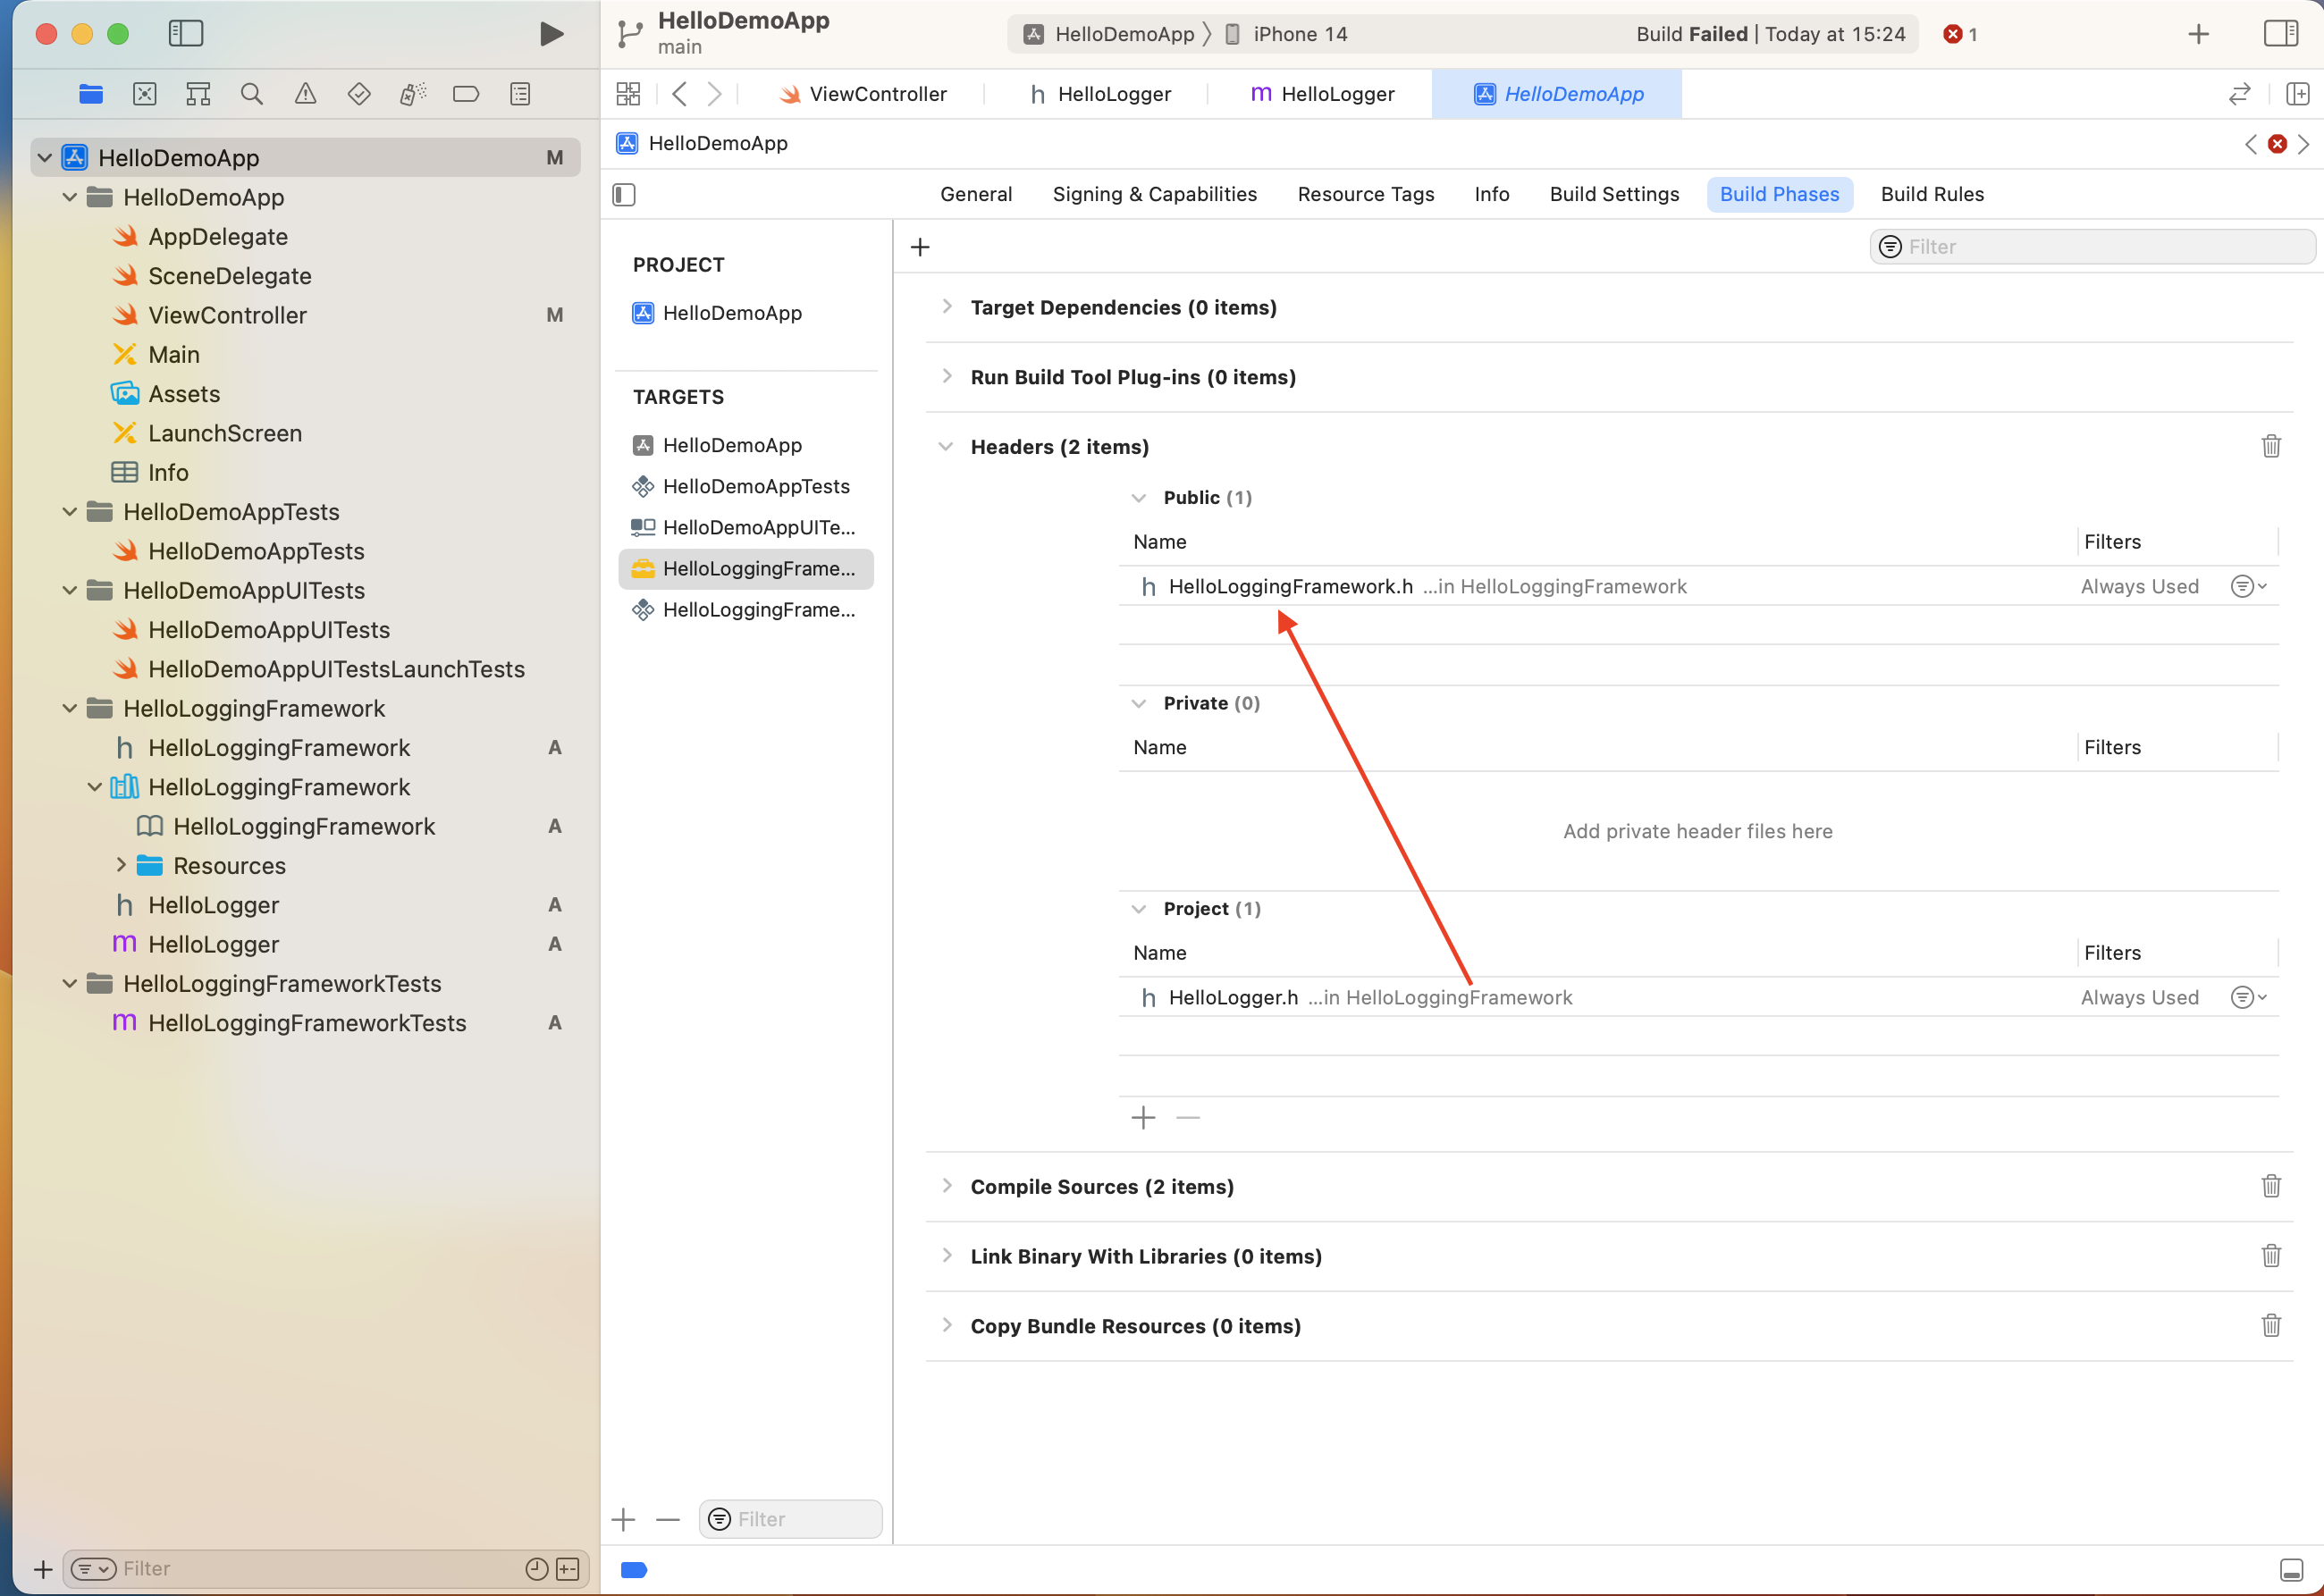 HelloDemoApp
main
HelloDemoApp
iPhone 14
Build Failed | Today at 15:24
1
ViewController
h HelloLogger
m HelloLogger
HelloDemoApp
HelloDemoApp
HelloDemoApp M
HelloDemoApp
AppDelegate
SceneDelegate
ViewController M
Main
Assets
LaunchScreen
Info
HelloDemoAppTests
HelloDemoAppTests
HelloDemoAppUITests
HelloDemoAppUITests
HelloDemoAppUITestsLaunchTests
HelloLoggingFramework
h HelloLoggingFramework A
HelloLoggingFramework
HelloLoggingFramework A
Resources
h HelloLogger A
m HelloLogger A
HelloLoggingFrameworkTests
m HelloLoggingFrameworkTests A
Filter
General
Signing & Capabilities
Resource Tags
Info
Build Settings
Build Phases
Build Rules
PROJECT
HelloDemoApp
TARGETS
HelloDemoApp
HelloDemoAppTests
HelloDemoAppUITe...
HelloLoggingFrame...
HelloLoggingFrame...
Filter
Filter
Target Dependencies (0 items)
Run Build Tool Plug-ins (0 items)
Headers (2 items)
Public (1)
Name Filters
h HelloLoggingFramework.h ...in HelloLoggingFramework Always Used
Private (0)
Name Filters
Add private header files here
Project (1)
Name Filters
h HelloLogger.h ...in HelloLoggingFramework Always Used
Compile Sources (2 items)
Link Binary With Libraries (0 items)
Copy Bundle Resources (0 items)